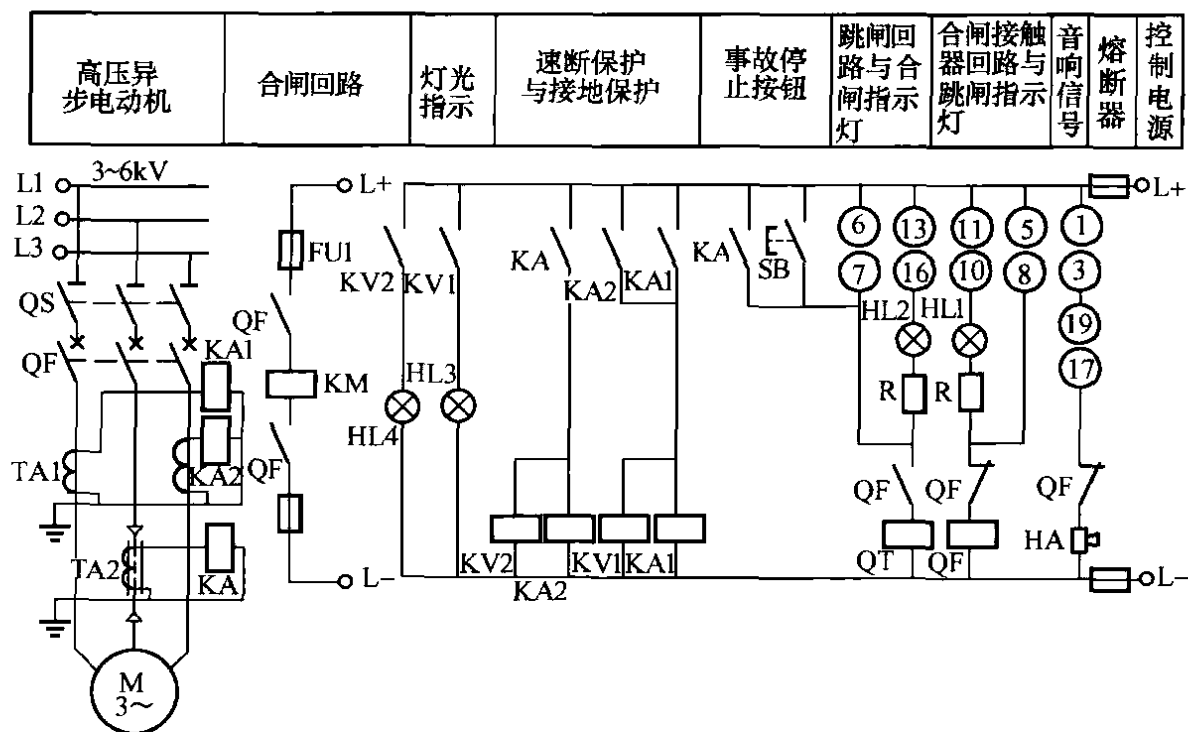 高压异
步电动机
合闸回路
灯光
指示
速断保护
与接地保护
事故停
止按钮
跳闸回
路与合
闸指示
灯
合闸接触
器回路与
跳闸指示
灯
音
响
信
号
熔
断
器
控
制
电
源
L1
3~6kV
L2
L3
QS
QF
KA1
KA2
TA1
TA2
KA
M
3～
L+
FU1
QF
KM
QF
L−
KV2
KV1
HL3
HL4
KA
KA2
KA1
KV2
KA2
KV1
KA1
KA
SB
6
7
13
16
HL2
R
QF
QT
11
10
HL1
R
QF
QF
5
8
1
3
19
17
QF
HA
L+
L−